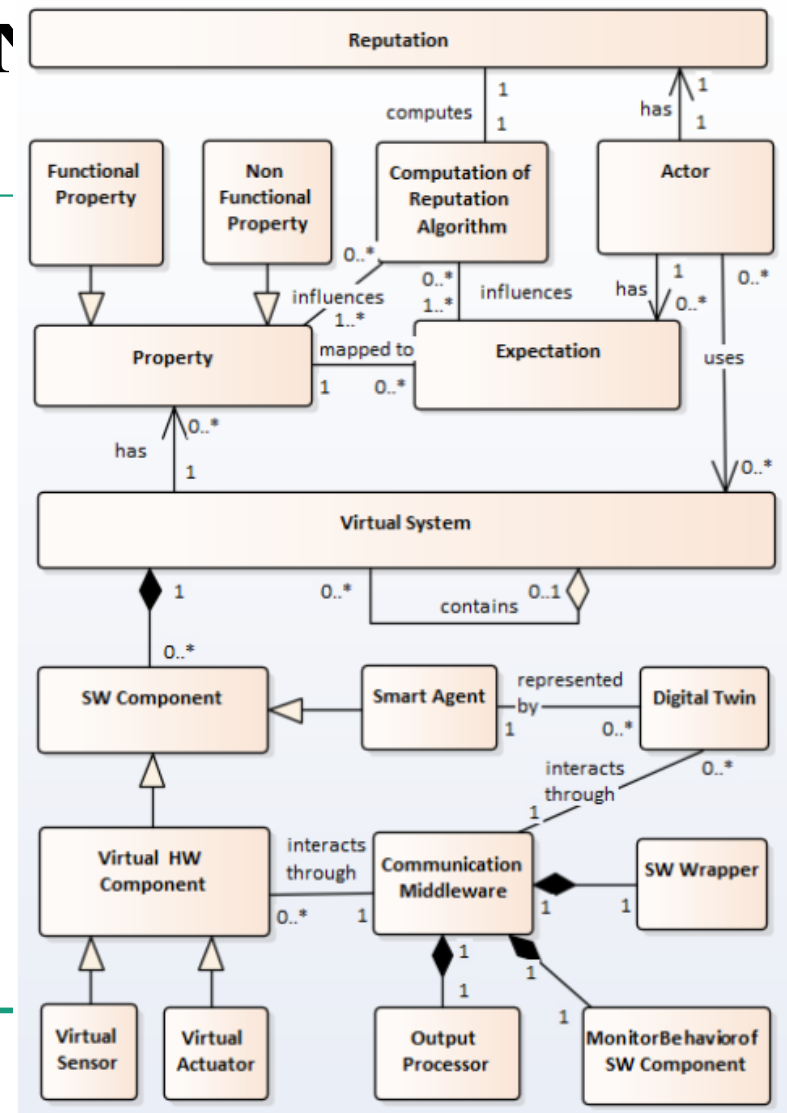 N
Reputation
1
computes
1
1
has
1
Functional
Property
Non
Functional
Property
Computation of
Reputation
Algorithm
Actor
0..*
influences
1..*
0..*
1..*
influences
1
has
0..*
0..*
Property
mapped to
1
0..*
Expectation
uses
0..*
has
1
0..*
Virtual System
1
0..*
0..*
contains
0..1
SW Component
Smart Agent
represented
by
1
0..*
Digital Twin
interacts
through
0..*
1
Virtual HW
Component
interacts
through
0..*
1
Communication
Middleware
1
1
SW Wrapper
1
1
1
1
Virtual
Sensor
Virtual
Actuator
Output
Processor
MonitorBehaviorof
SW Component